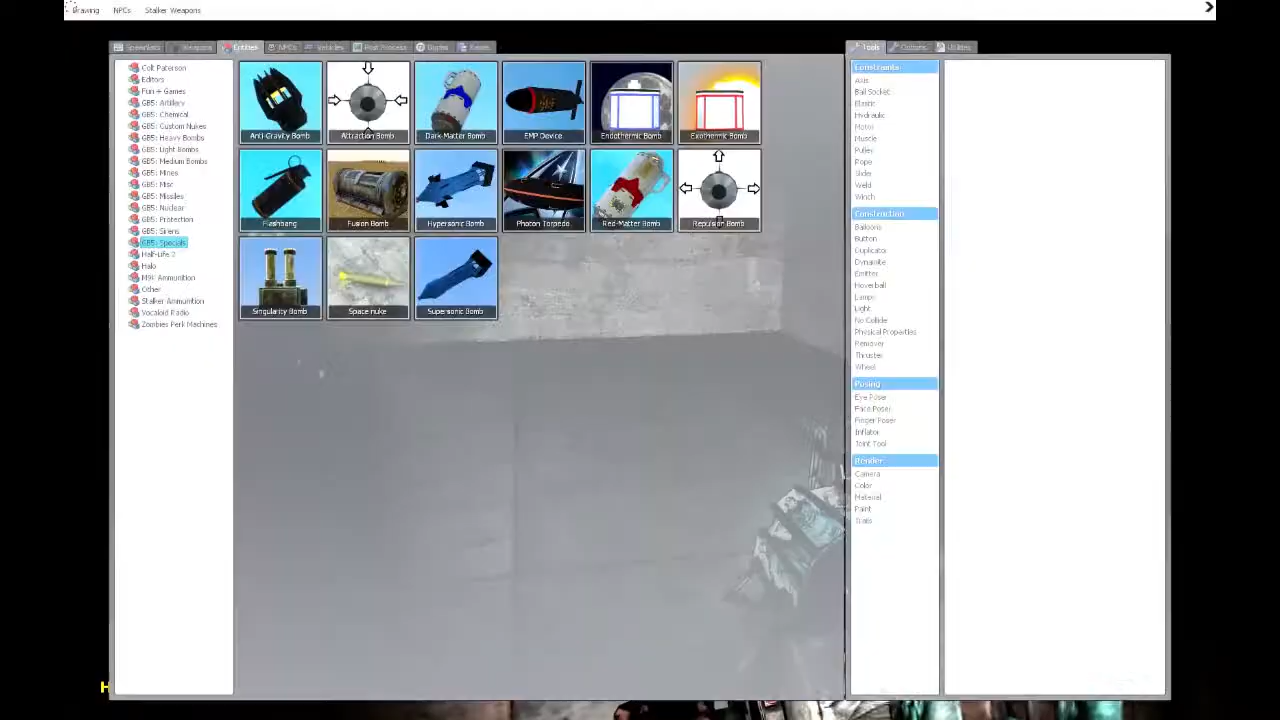 Drawing NPCs Stalker Weapons
Spawnlists Weapons Entities NPCs Vehicles Post Process Dupes Saves
Tools Options Utilities
Colt Paterson
Editors
Fun + Games
GB5: Artillery
GB5: Chemical
GB5: Custom Nukes
GB5: Heavy Bombs
GB5: Light Bombs
GB5: Medium Bombs
GB5: Mines
GB5: Misc
GB5: Missiles
GB5: Nuclear
GB5: Protection
GB5: Sirens
GB5: Specials
Half-Life 2
Halo
M9K Ammunition
Other
Stalker Ammunition
Vocaloid Radio
Zombies Perk Machines
Anti-Gravity Bomb
Attraction Bomb
Dark-Matter Bomb
EMP Device
Endothermic Bomb
Exothermic Bomb
Flashbang
Fusion Bomb
Hypersonic Bomb
Photon Torpedo
Red-Matter Bomb
Repulsion Bomb
Singularity Bomb
Space nuke
Supersonic Bomb
Constraints
Axis
Ball Socket
Elastic
Hydraulic
Motor
Muscle
Pulley
Rope
Slider
Weld
Winch
Construction
Balloons
Button
Duplicator
Dynamite
Emitter
Hoverball
Lamps
Light
No Collide
Physical Properties
Remover
Thruster
Wheel
Posing
Eye Poser
Face Poser
Finger Poser
Inflator
Joint Tool
Render
Camera
Color
Material
Paint
Trails
H